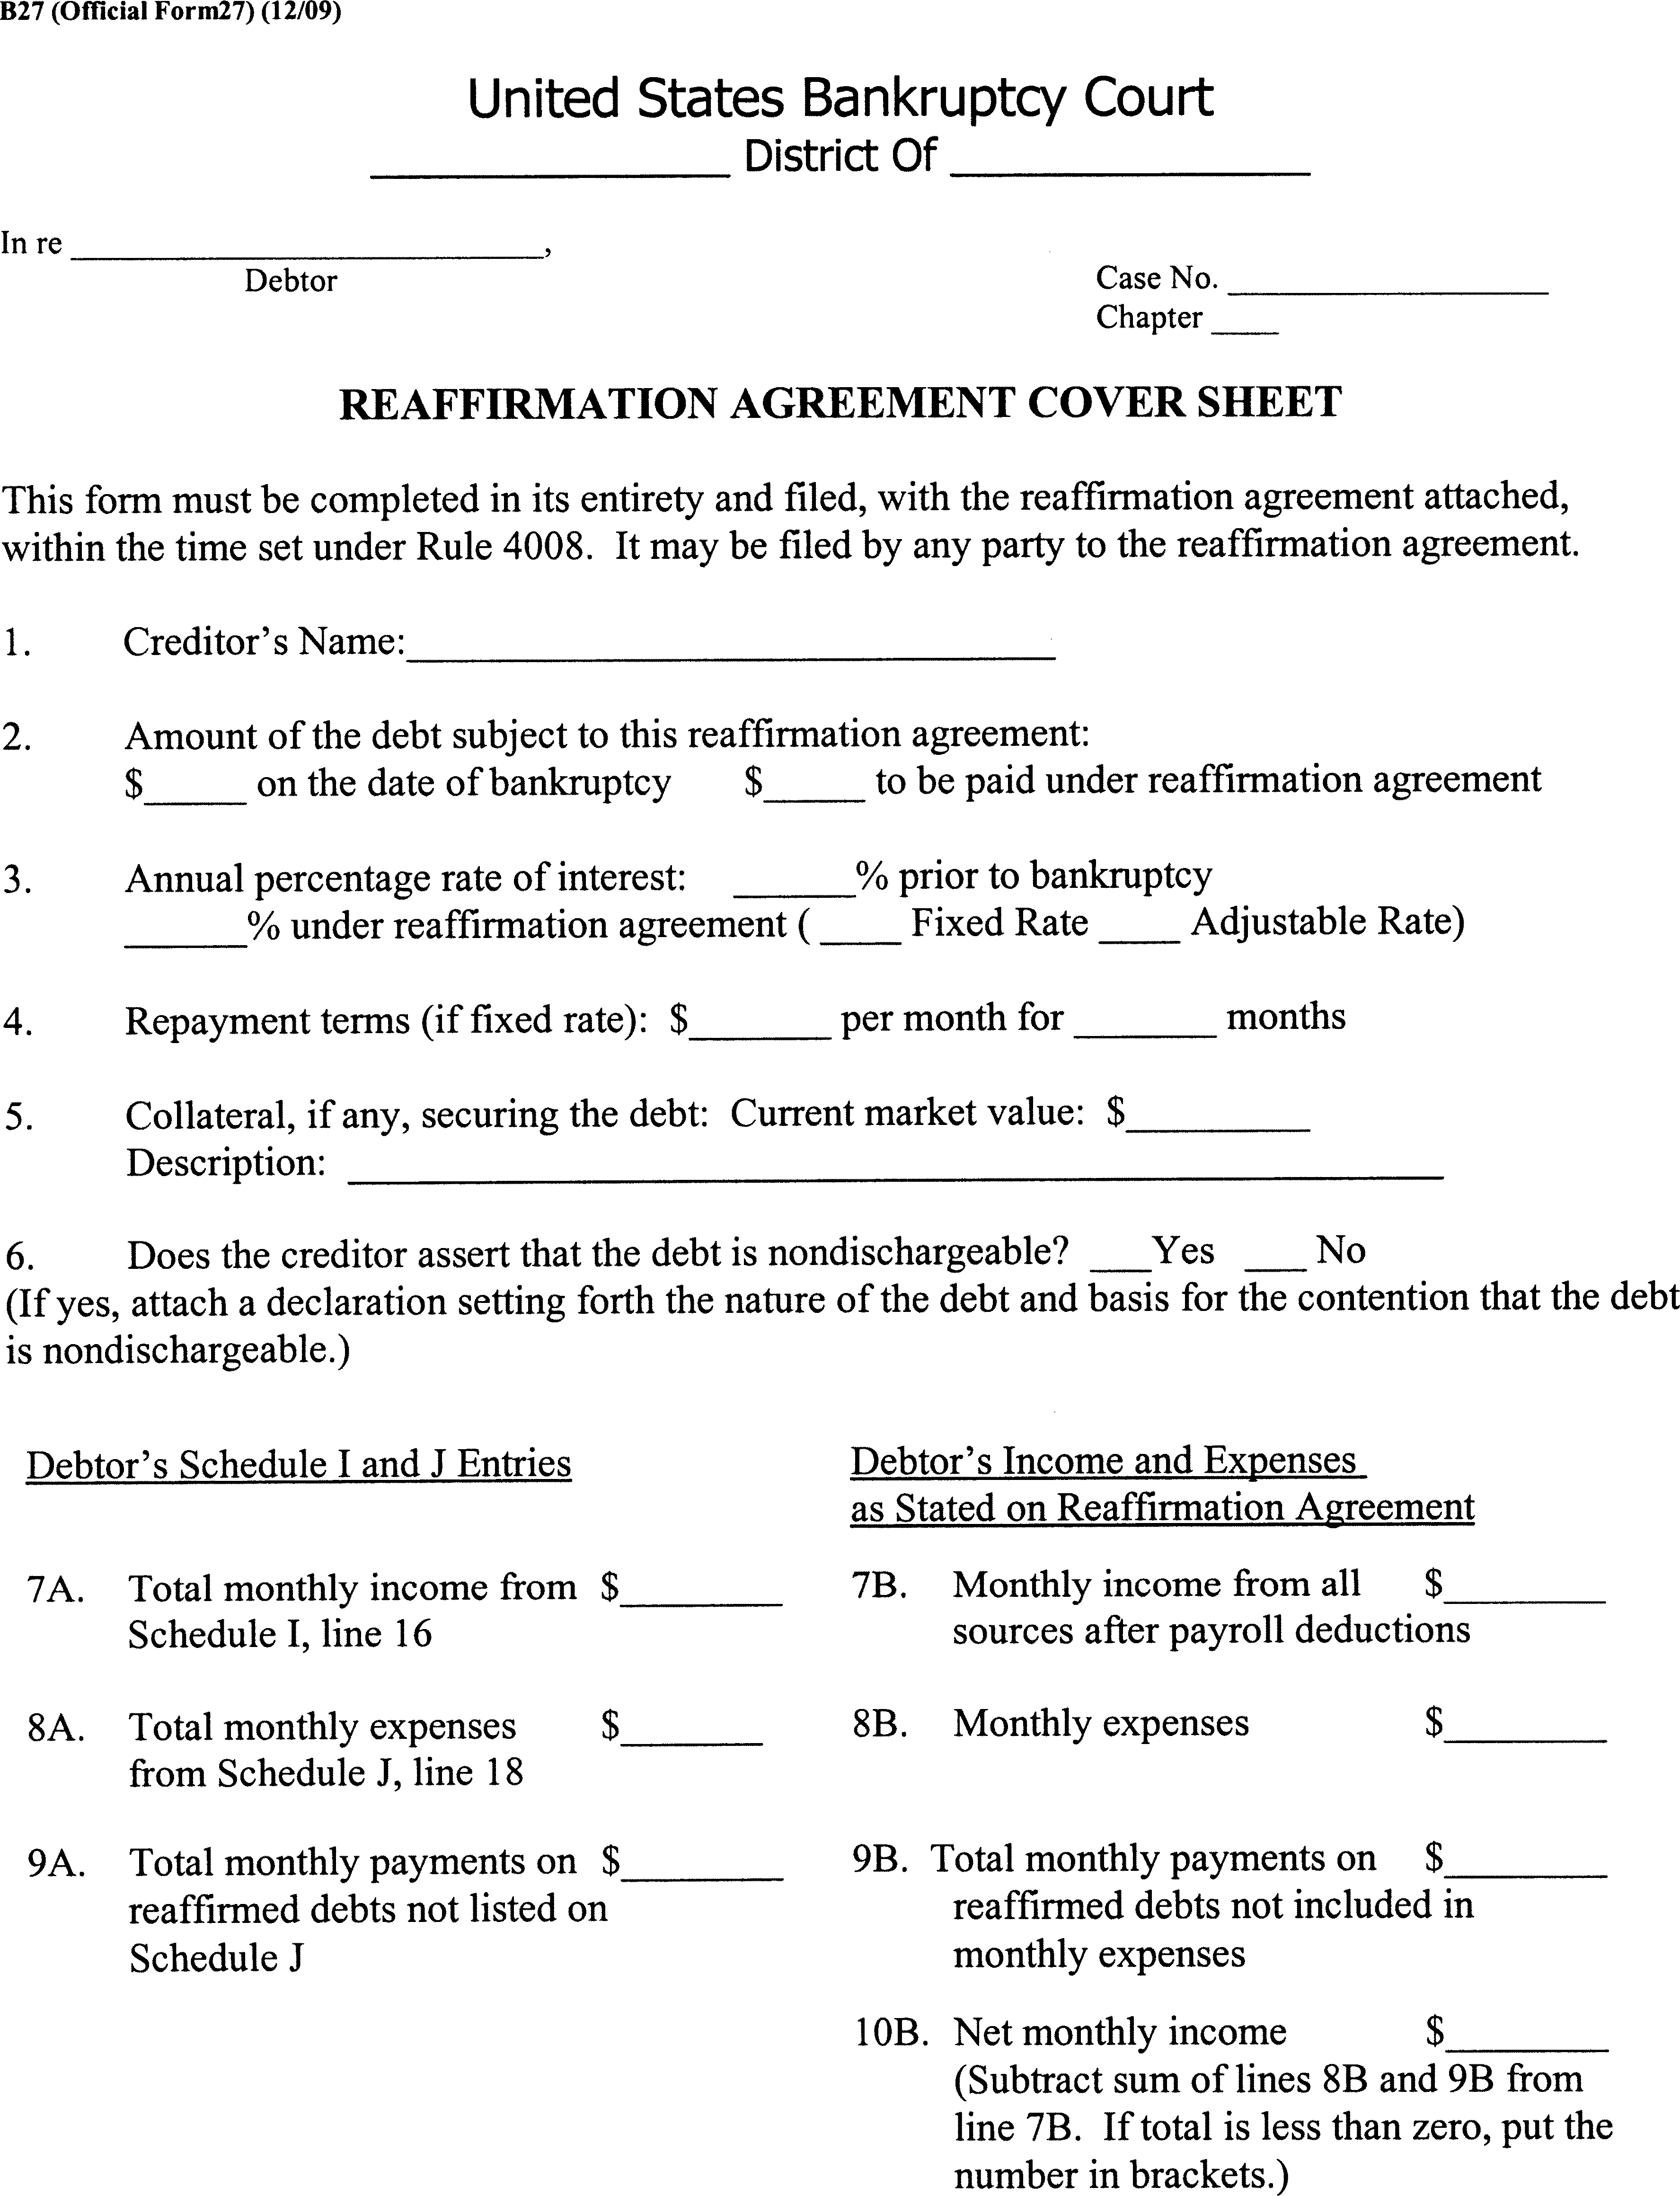 B27 (Official Form27) (12/09)
United States Bankruptcy Court
_______________ District Of _______________
In re ______________________,
Debtor
Case No. _______________
Chapter ____
REAFFIRMATION AGREEMENT COVER SHEET
This form must be completed in its entirety and filed, with the reaffirmation agreement attached,
within the time set under Rule 4008. It may be filed by any party to the reaffirmation agreement.
1. Creditor’s Name:______________________________
2. Amount of the debt subject to this reaffirmation agreement:
$_____ on the date of bankruptcy $_____ to be paid under reaffirmation agreement
3. Annual percentage rate of interest: ______% prior to bankruptcy
______% under reaffirmation agreement ( ____ Fixed Rate ____ Adjustable Rate)
4. Repayment terms (if fixed rate): $_______ per month for _______ months
5. Collateral, if any, securing the debt: Current market value: $_________
Description: ______________________________________________________
6. Does the creditor assert that the debt is nondischargeable? ___Yes ___ No
(If yes, attach a declaration setting forth the nature of the debt and basis for the contention that the debt
is nondischargeable.)
Debtor’s Schedule I and J Entries
Debtor’s Income and Expenses
as Stated on Reaffirmation Agreement
7A. Total monthly income from $________
Schedule I, line 16
7B. Monthly income from all $________
sources after payroll deductions
8A. Total monthly expenses $_______
from Schedule J, line 18
8B. Monthly expenses $________
9A. Total monthly payments on $________
reaffirmed debts not listed on
Schedule J
9B. Total monthly payments on $________
reaffirmed debts not included in
monthly expenses
10B. Net monthly income $________
(Subtract sum of lines 8B and 9B from
line 7B. If total is less than zero, put the
number in brackets.)